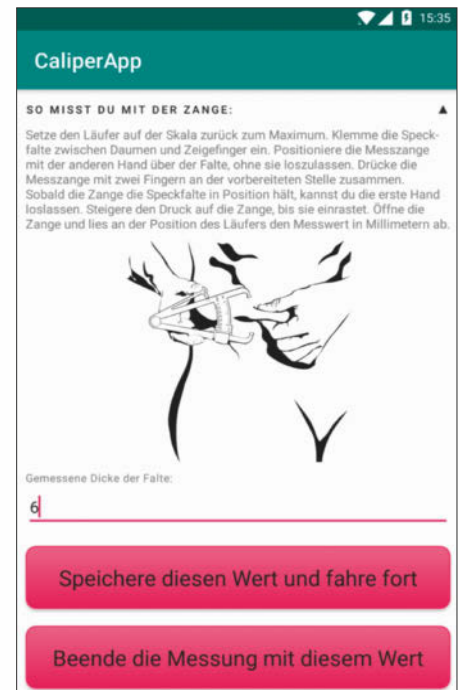 15:35
CaliperApp
SO MISST DU MIT DER ZANGE:
Setze den Läufer auf der Skala zurück zum Maximum. Klemme die Speck-
falte zwischen Daumen und Zeigefinger ein. Positioniere die Messzange
mit der anderen Hand über der Falte, ohne sie loszulassen. Drücke die
Messzange mit zwei Fingern an der vorbereiteten Stelle zusammen.
Sobald die Zange die Speckfalte in Position hält, kannst du die erste Hand
loslassen. Steigere den Druck auf die Zange, bis sie einrastet. Öffne die
Zange und lies an der Position des Läufers den Messwert in Millimetern ab.
Gemessene Dicke der Falte:
6
Speichere diesen Wert und fahre fort
Beende die Messung mit diesem Wert